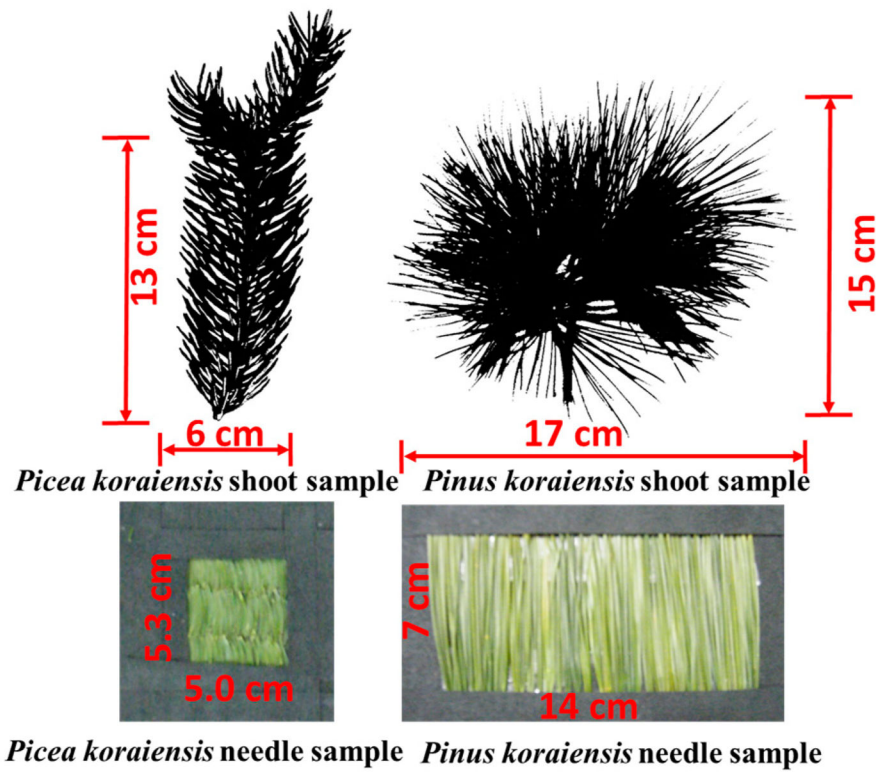 13 cm
15 cm
6 cm
17 cm
Picea koraiensis shoot sample
Pinus koraiensis shoot sample
5.3 cm
7 cm
5.0 cm
14 cm
Picea koraiensis needle sample
Pinus koraiensis needle sample